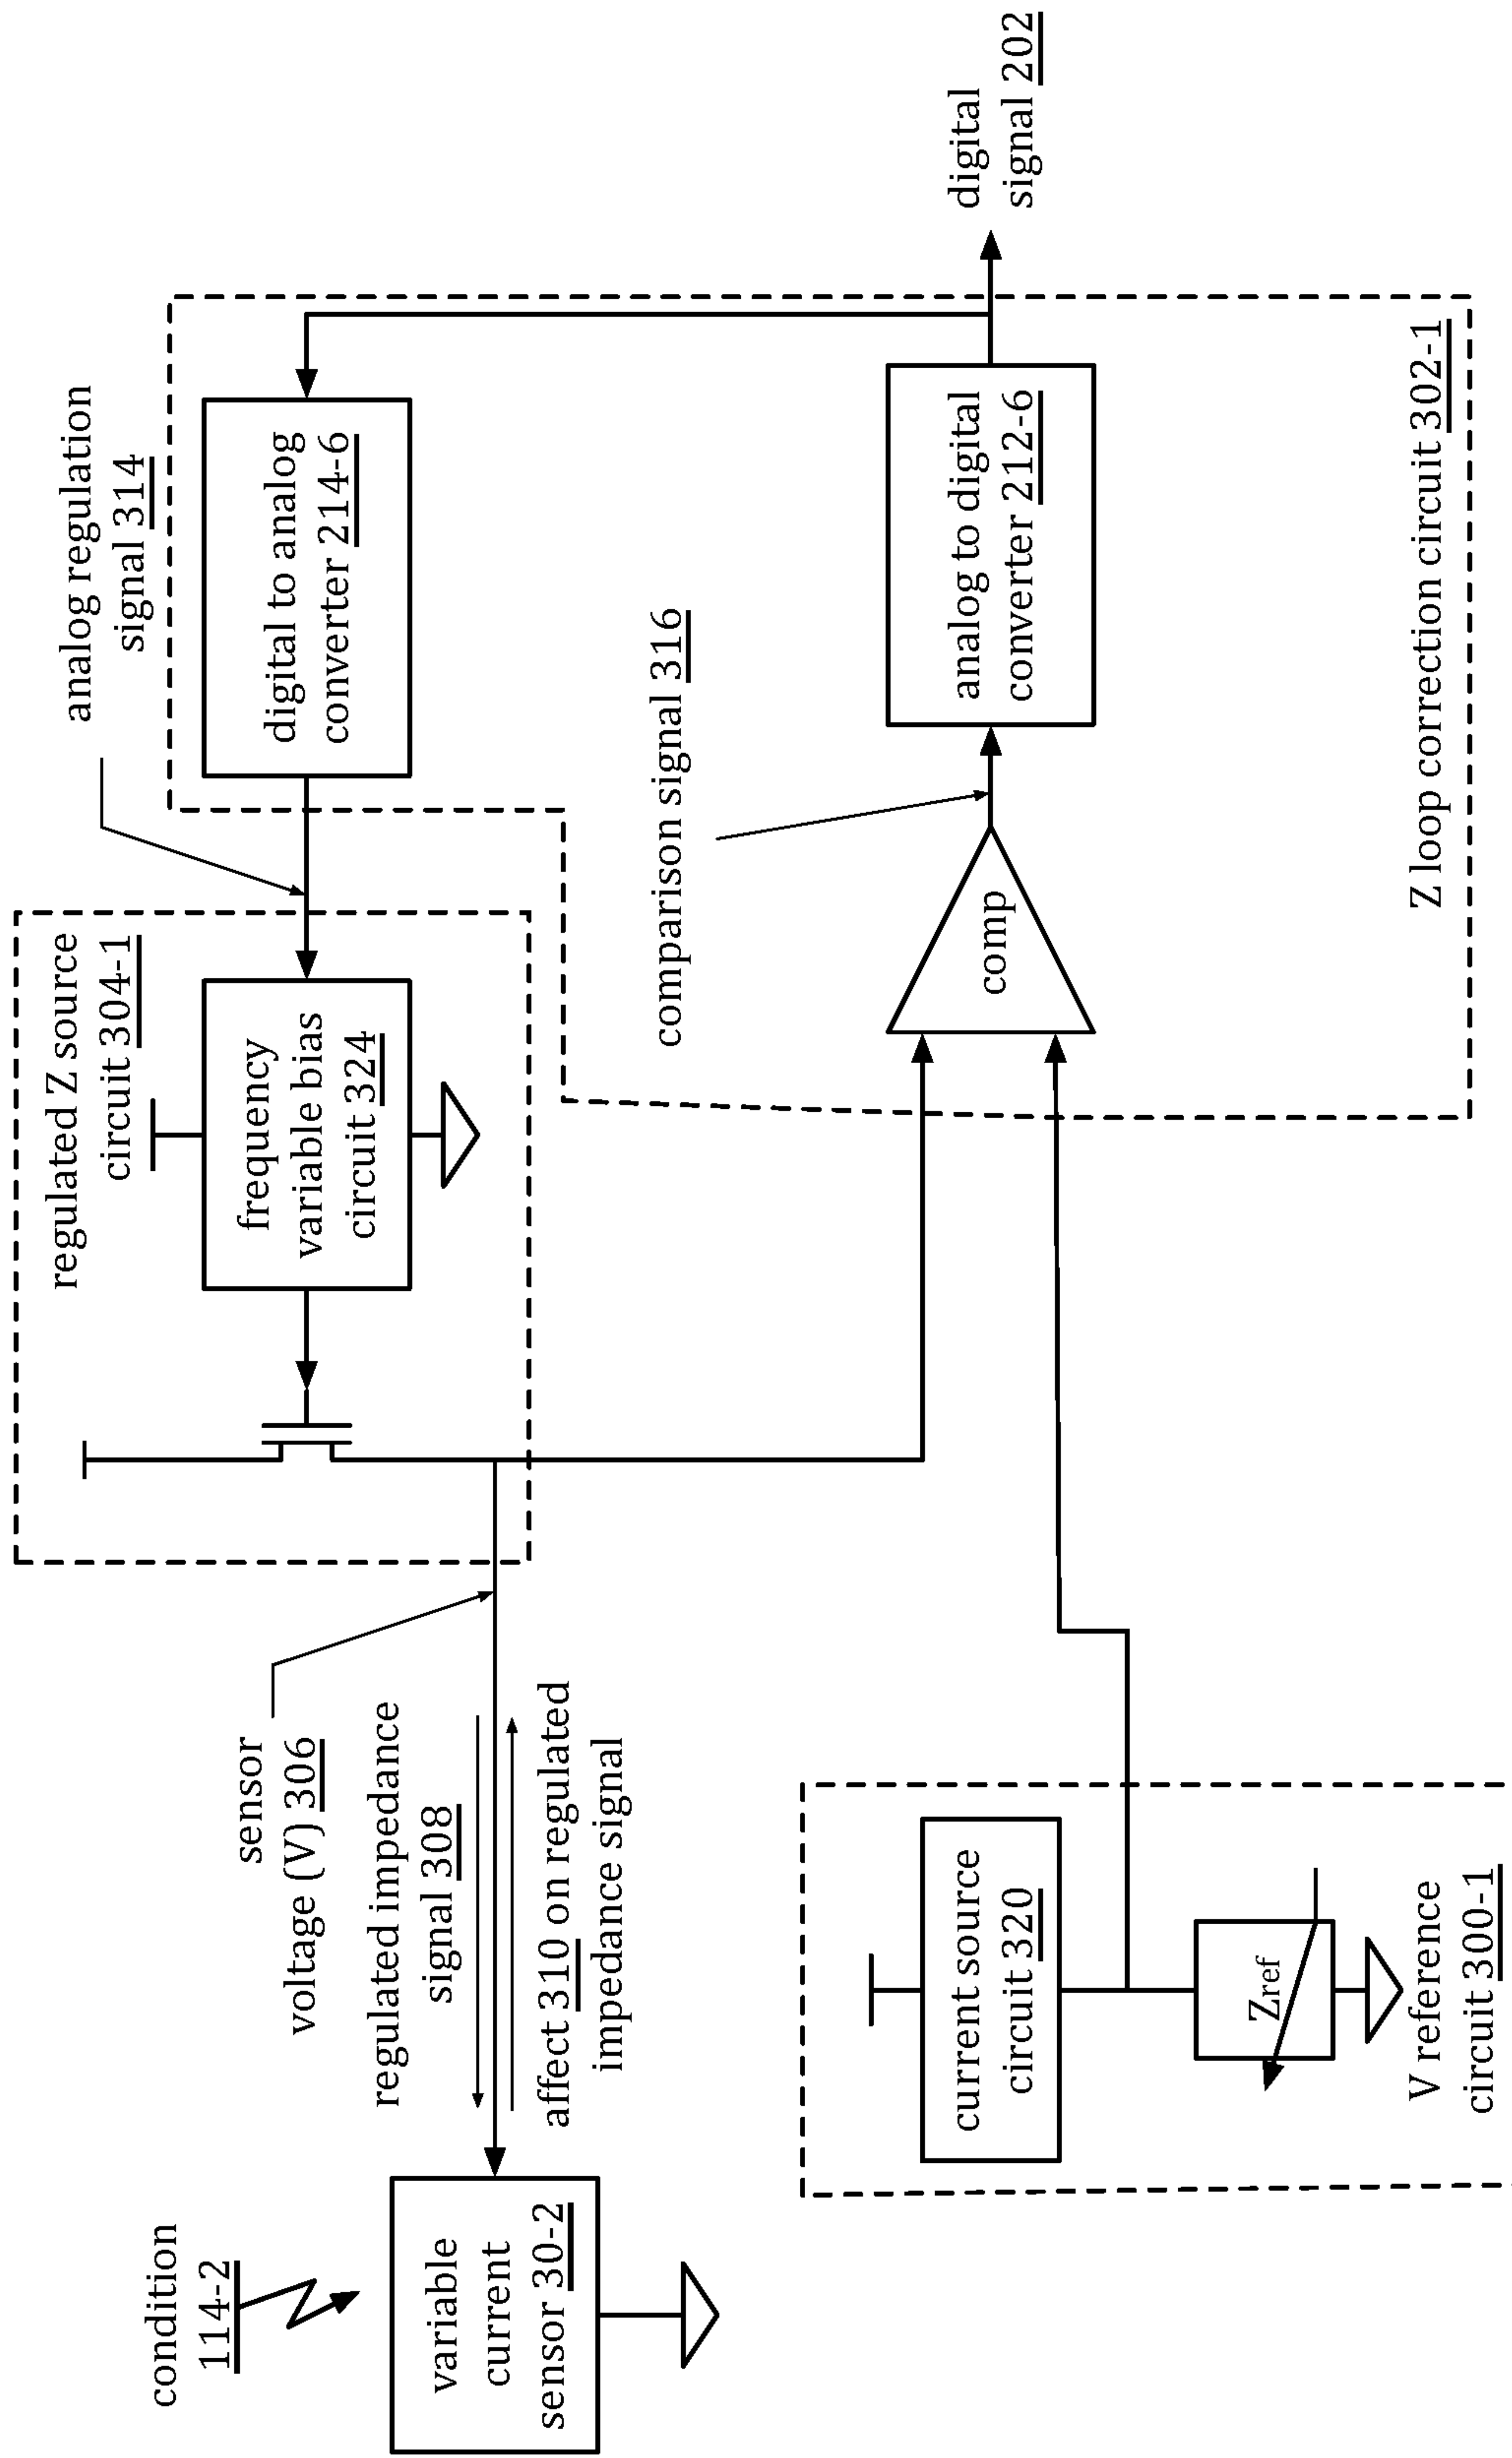 condition
114-2
variable
current
sensor 30-2
sensor
voltage (V) 306
regulated impedance
signal 308
affect 310 on regulated
impedance signal
regulated Z source
circuit 304-1
frequency
variable bias
circuit 324
analog regulation
signal 314
digital to analog
converter 214-6
comparison signal 316
comp
analog to digital
converter 212-6
digital
signal 202
Z loop correction circuit 302-1
current source
circuit 320
Zref
V reference
circuit 300-1